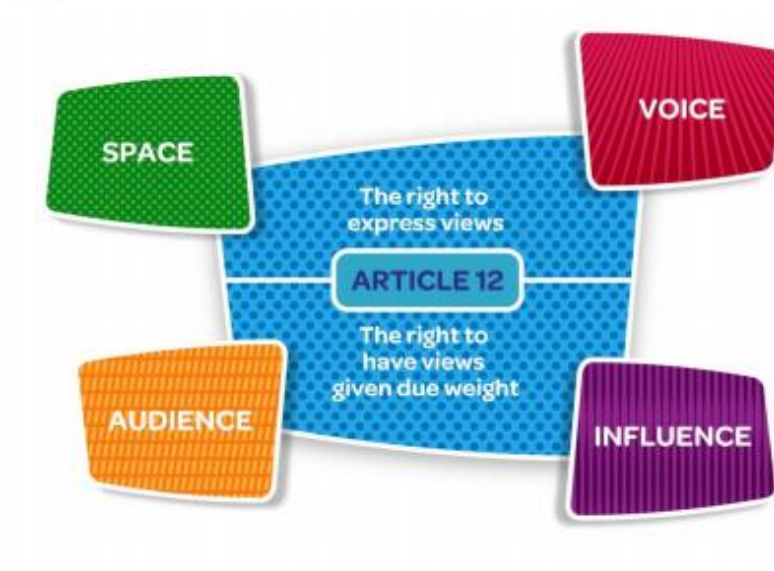 SPACE
VOICE
The right to
express views
ARTICLE 12
The right to
have views
given due weight
AUDIENCE
INFLUENCE